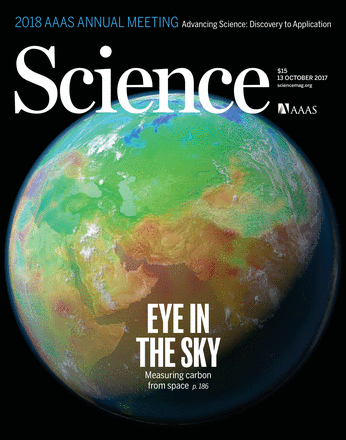 2018 AAAS ANNUAL MEETING Advancing Science: Discovery to Application
Science
$15
13 OCTOBER 2017
sciencemag.org
AAAS
EYE IN
THE SKY
Measuring carbon
from space p. 186